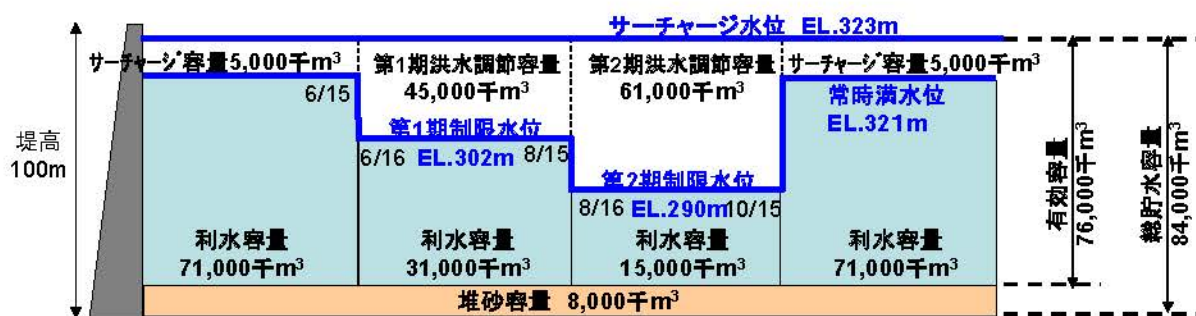 サーチャージ水位 EL.323m
サーチャージ容量5,000千m³
第1期洪水調節容量
45,000千m³
第2期洪水調節容量
61,000千m³
サーチャージ容量5,000千m³
6/15
常時満水位
EL.321m
堤高
100m
第1期制限水位
6/16 EL.302m 8/15
第2期制限水位
8/16 EL.290m 10/15
利水容量
71,000千m³
利水容量
31,000千m³
利水容量
15,000千m³
利水容量
71,000千m³
堆砂容量 8,000千m³
有効容量
76,000千m³
総貯水容量
84,000千m³